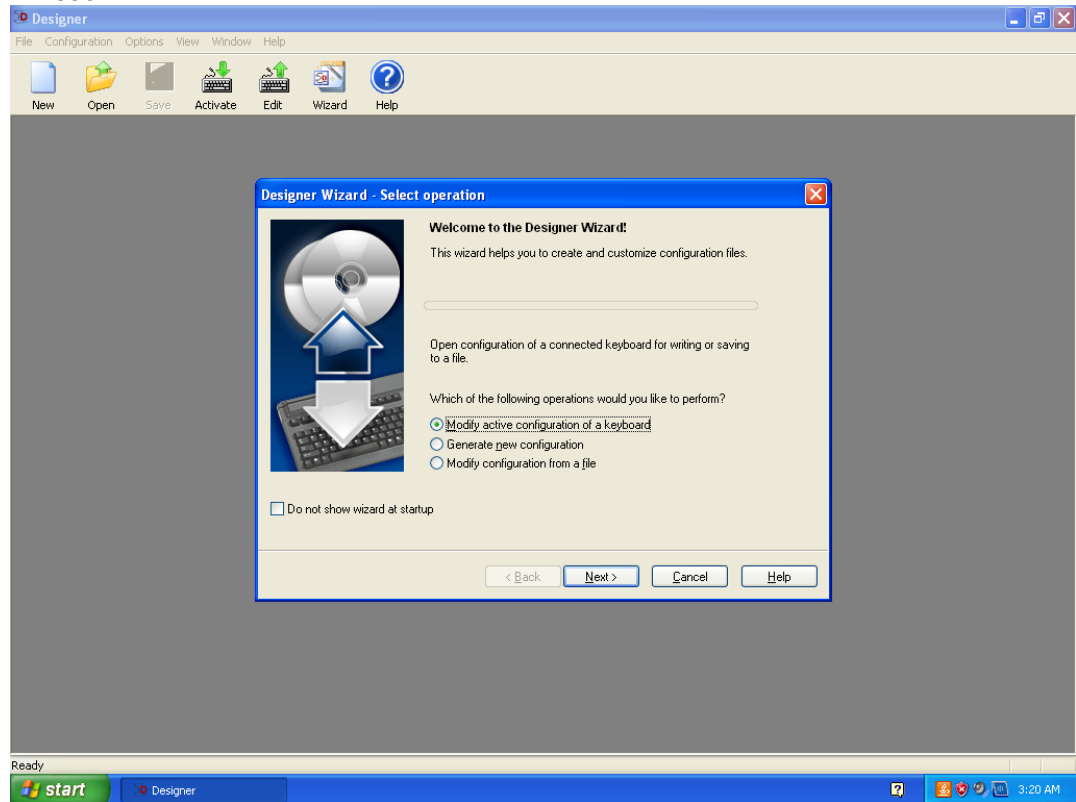 Designer
File Configuration Options View Window Help
New Open Save Activate Edit Wizard Help
Designer Wizard - Select operation
Welcome to the Designer Wizard!
This wizard helps you to create and customize configuration files.
Open configuration of a connected keyboard for writing or saving
to a file.
Which of the following operations would you like to perform?
Modify active configuration of a keyboard
Generate new configuration
Modify configuration from a file
Do not show wizard at startup
< Back Next > Cancel Help
Ready
start Designer 3:20 AM